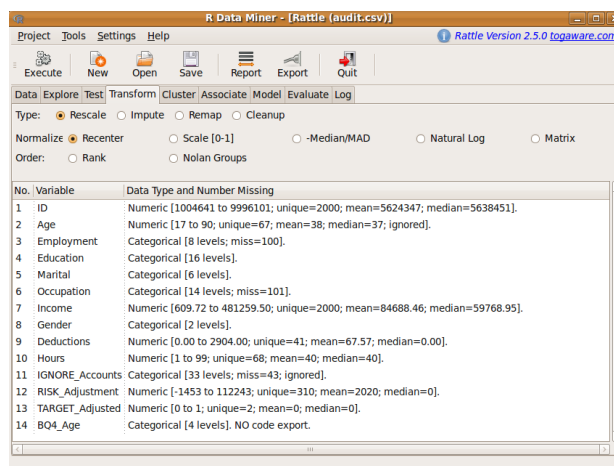 R Data Miner - [Rattle (audit.csv)]
Project Tools Settings Help Rattle Version 2.5.0 togaware.com
Execute New Open Save Report Export Quit
Data Explore Test Transform Cluster Associate Model Evaluate Log
Type: Rescale Impute Remap Cleanup
Normalize Recenter Scale [0-1] -Median/MAD Natural Log Matrix
Order: Rank Nolan Groups
No. Variable Data Type and Number Missing
1 ID Numeric [1004641 to 9996101; unique=2000; mean=5624347; median=5638451].
2 Age Numeric [17 to 90; unique=67; mean=38; median=37; ignored].
3 Employment Categorical [8 levels; miss=100].
4 Education Categorical [16 levels].
5 Marital Categorical [6 levels].
6 Occupation Categorical [14 levels; miss=101].
7 Income Numeric [609.72 to 481259.50; unique=2000; mean=84688.46; median=59768.95].
8 Gender Categorical [2 levels].
9 Deductions Numeric [0.00 to 2904.00; unique=41; mean=67.57; median=0.00].
10 Hours Numeric [1 to 99; unique=68; mean=40; median=40].
11 IGNORE_Accounts Categorical [33 levels; miss=43; ignored].
12 RISK_Adjustment Numeric [-1453 to 112243; unique=310; mean=2020; median=0].
13 TARGET_Adjusted Numeric [0 to 1; unique=2; mean=0; median=0].
14 BQ4_Age Categorical [4 levels]. NO code export.